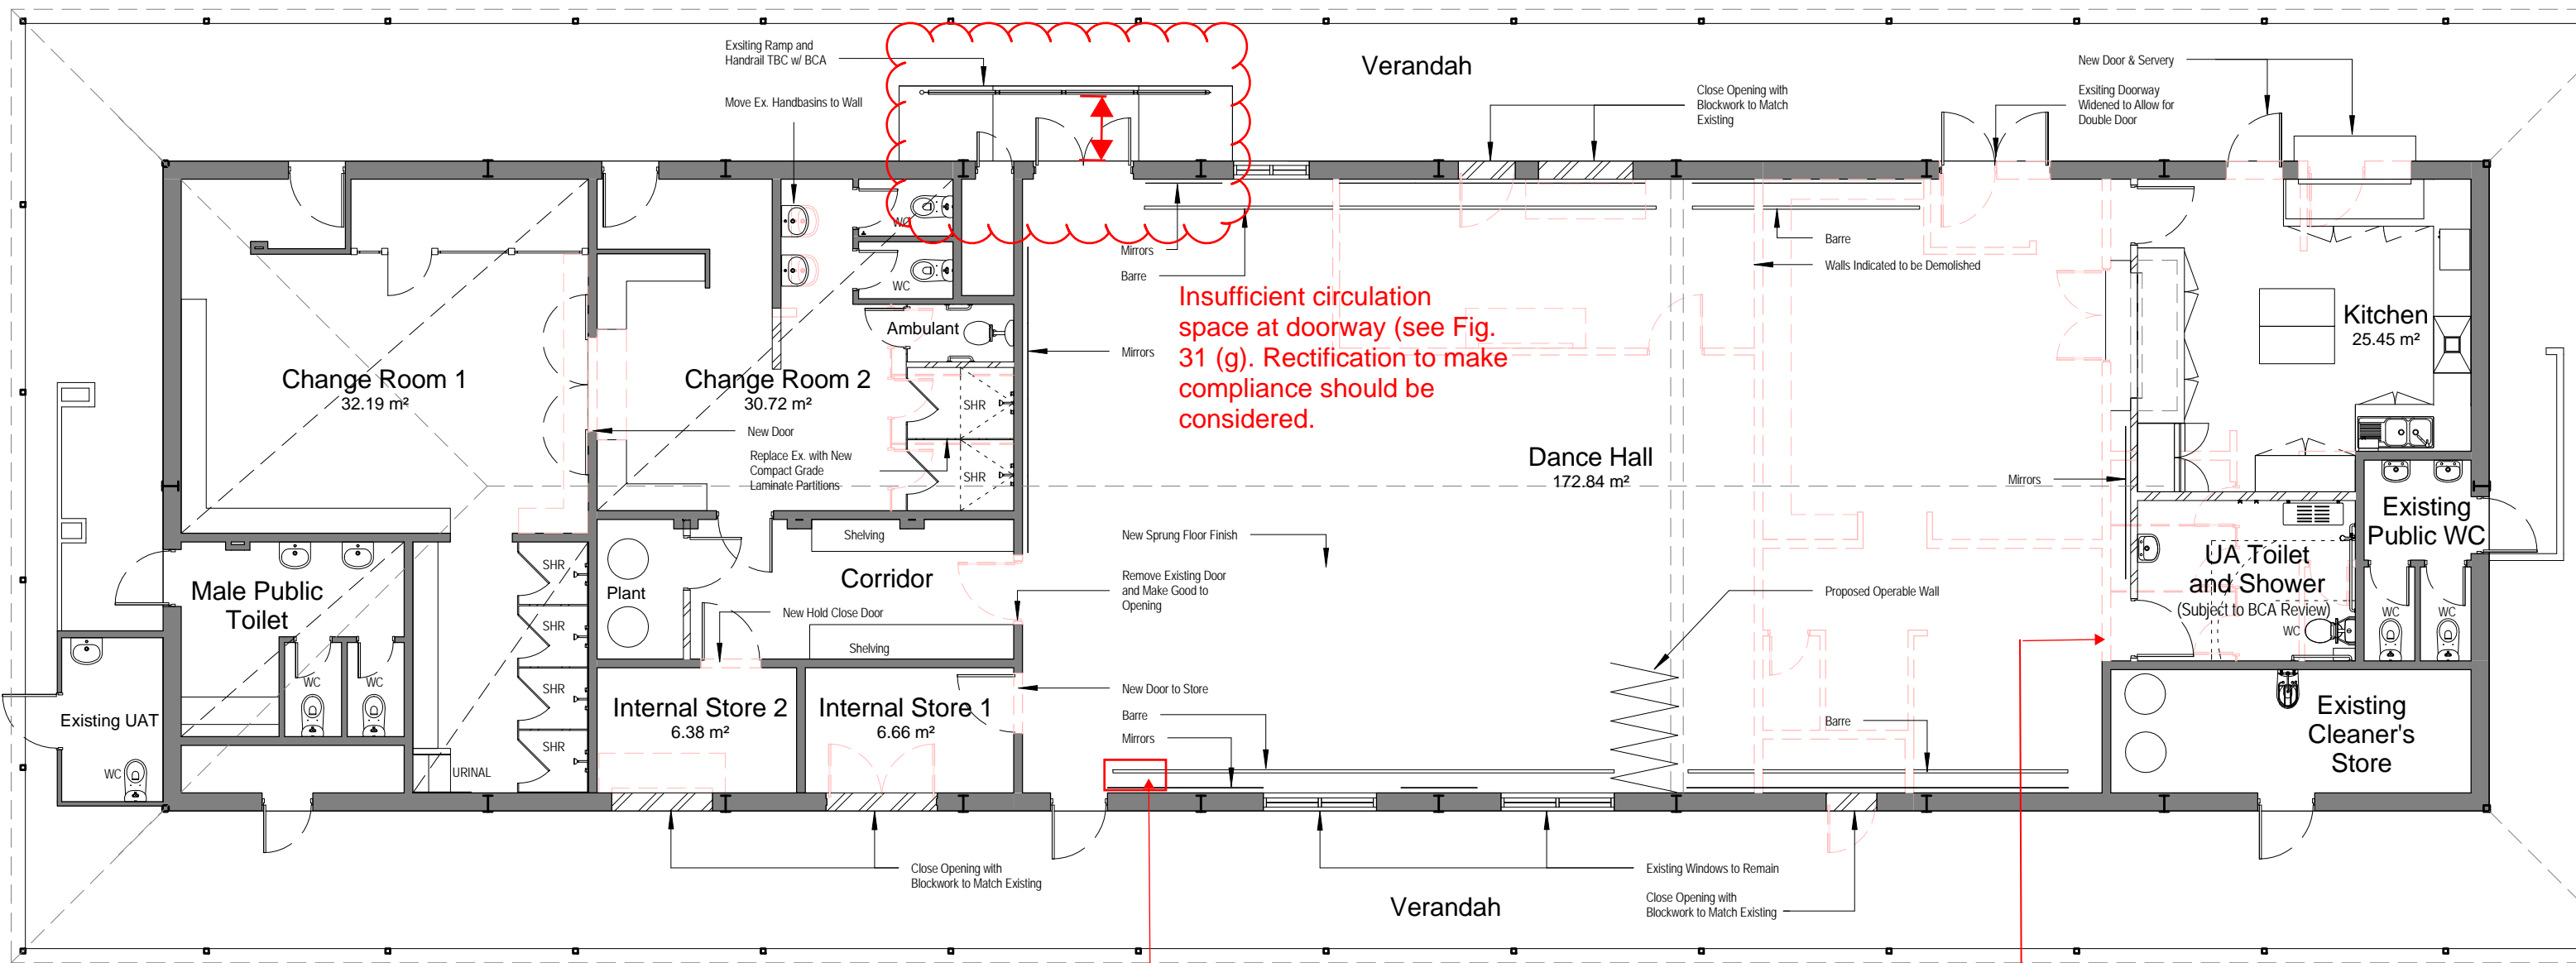 Exsiting Ramp and
Handrail TBC w/ BCA
Move Ex. Handbasins to Wall
Verandah
Close Opening with
Blockwork to Match
Existing
New Door & Servery
Exsiting Doorway
Widened to Allow for
Double Door
WC
WC
Mirrors
Barre
Barre
Walls Indicated to be Demolished
Insufficient circulation
space at doorway (see Fig.
31 (g). Rectification to make
compliance should be
considered.
Ambulant
Mirrors
Kitchen
25.45 m²
Change Room 1
32.19 m²
Change Room 2
30.72 m²
SHR
New Door
Replace Ex. with New
Compact Grade
Laminate Partitions
SHR
Dance Hall
172.84 m²
Mirrors
Existing
Public WC
Shelving
New Sprung Floor Finish
Corridor
UA Toilet
and Shower
(Subject to BCA Review)
WC
WC
WC
SHR
SHR
SHR
SHR
Male Public
Toilet
Plant
Remove Existing Door
and Make Good to
Opening
New Hold Close Door
Proposed Operable Wall
Shelving
WC
WC
Existing UAT
WC
URINAL
Internal Store 2
6.38 m²
Internal Store 1
6.66 m²
New Door to Store
Barre
Mirrors
Barre
Existing
Cleaner's
Store
Close Opening with
Blockwork to Match Existing
Existing Windows to Remain
Close Opening with
Blockwork to Match Existing
Verandah